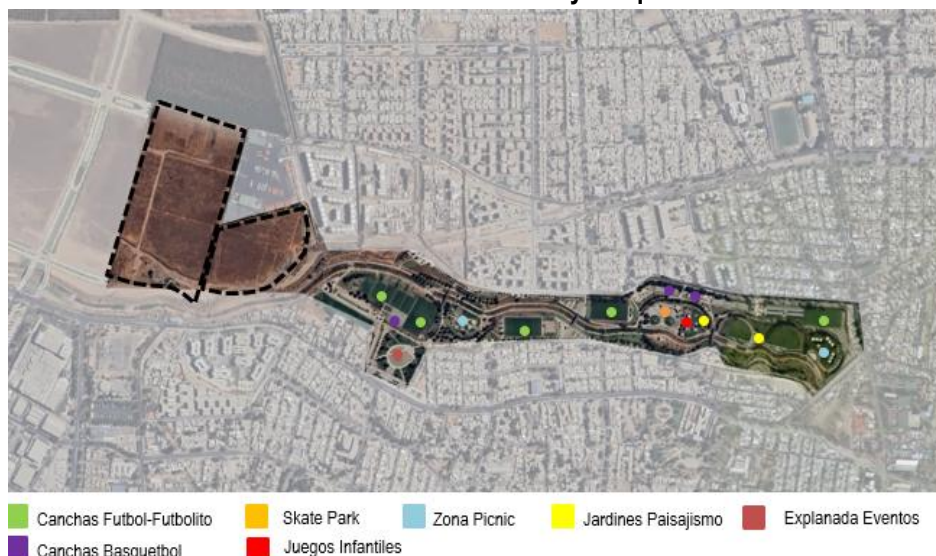 Canchas Futbol-Futbolito
Skate Park
Zona Picnic
Jardines Paisajismo
Explanada Eventos
Canchas Basquetbol
Juegos Infantiles